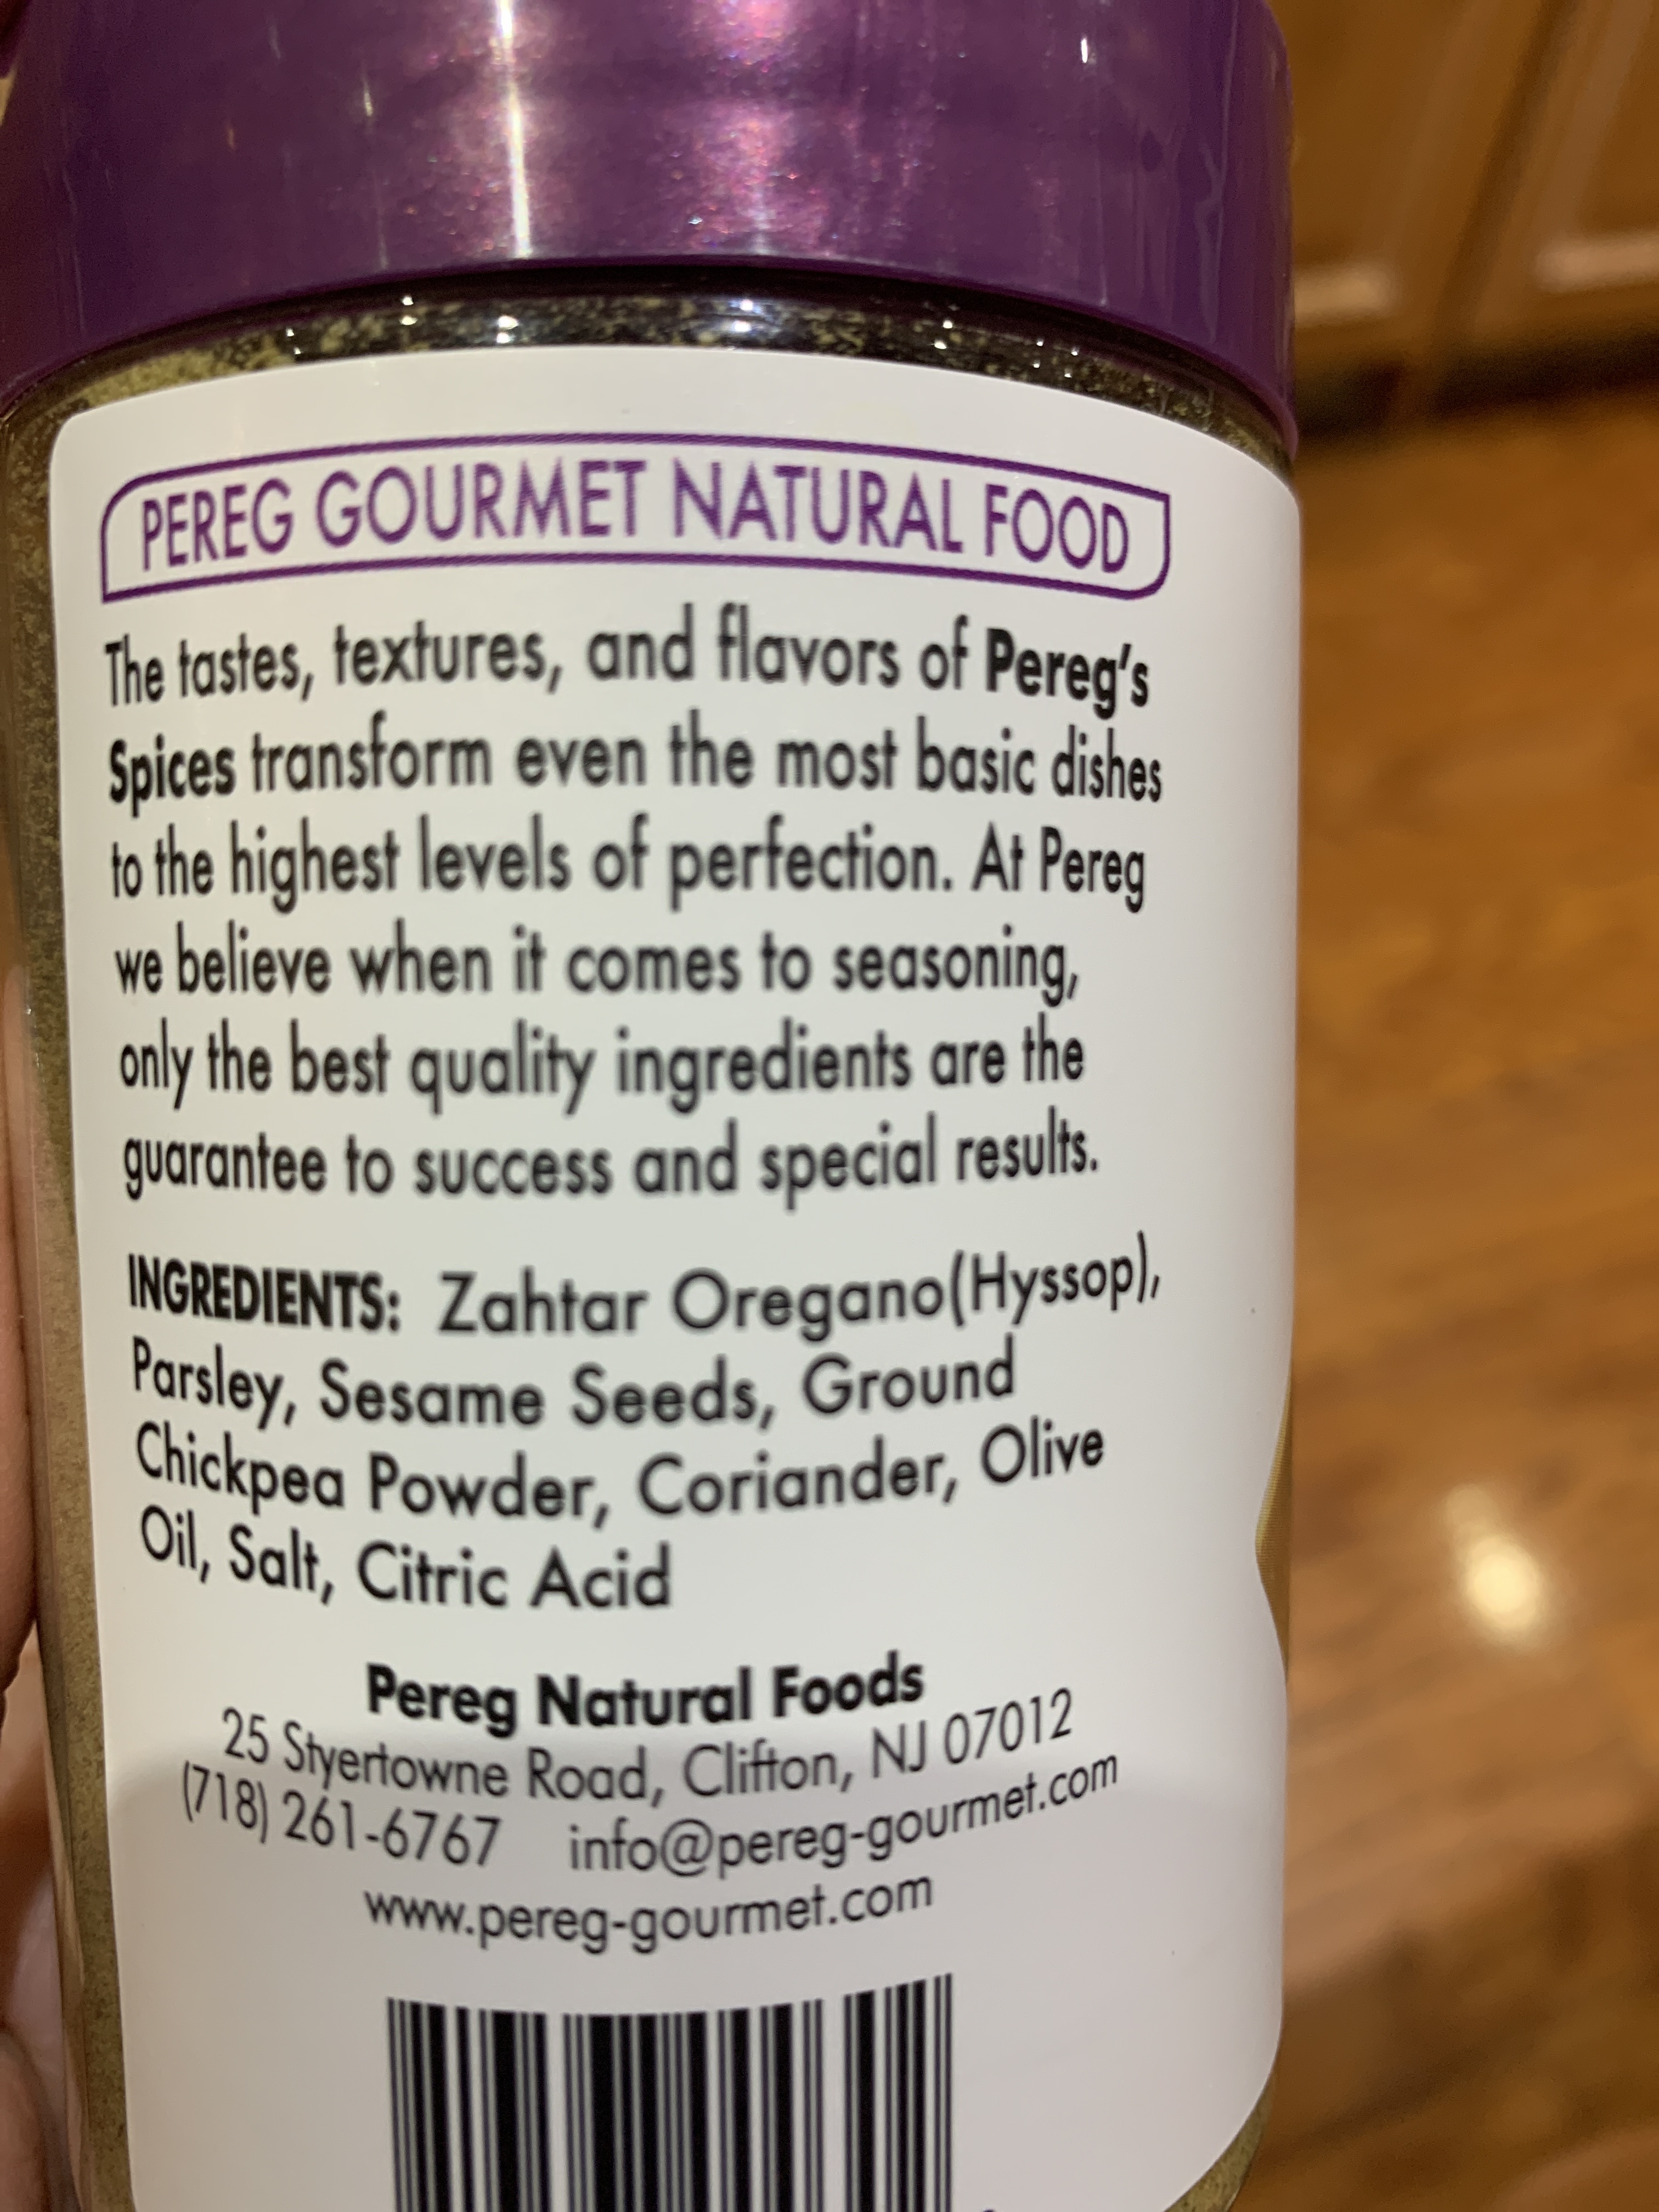 PEREG GOURMET NATURAL FOOD
The tastes, textures, and flavors of Pereg's
Spices transform even the most basic dishes
to the highest levels of perfection. At Pereg
we believe when it comes to seasoning,
only the best quality ingredients are the
guarantee to success and special results.
INGREDIENTS: Zahtar Oregano(Hyssop),
Parsley, Sesame Seeds, Ground
Chickpea Powder, Coriander, Olive
Oil, Salt, Citric Acid
Pereg Natural Foods
25 Styertowne Road, Clifton, NJ 07012
(718) 261-6767 info@pereg-gourmet.com
www.pereg-gourmet.com